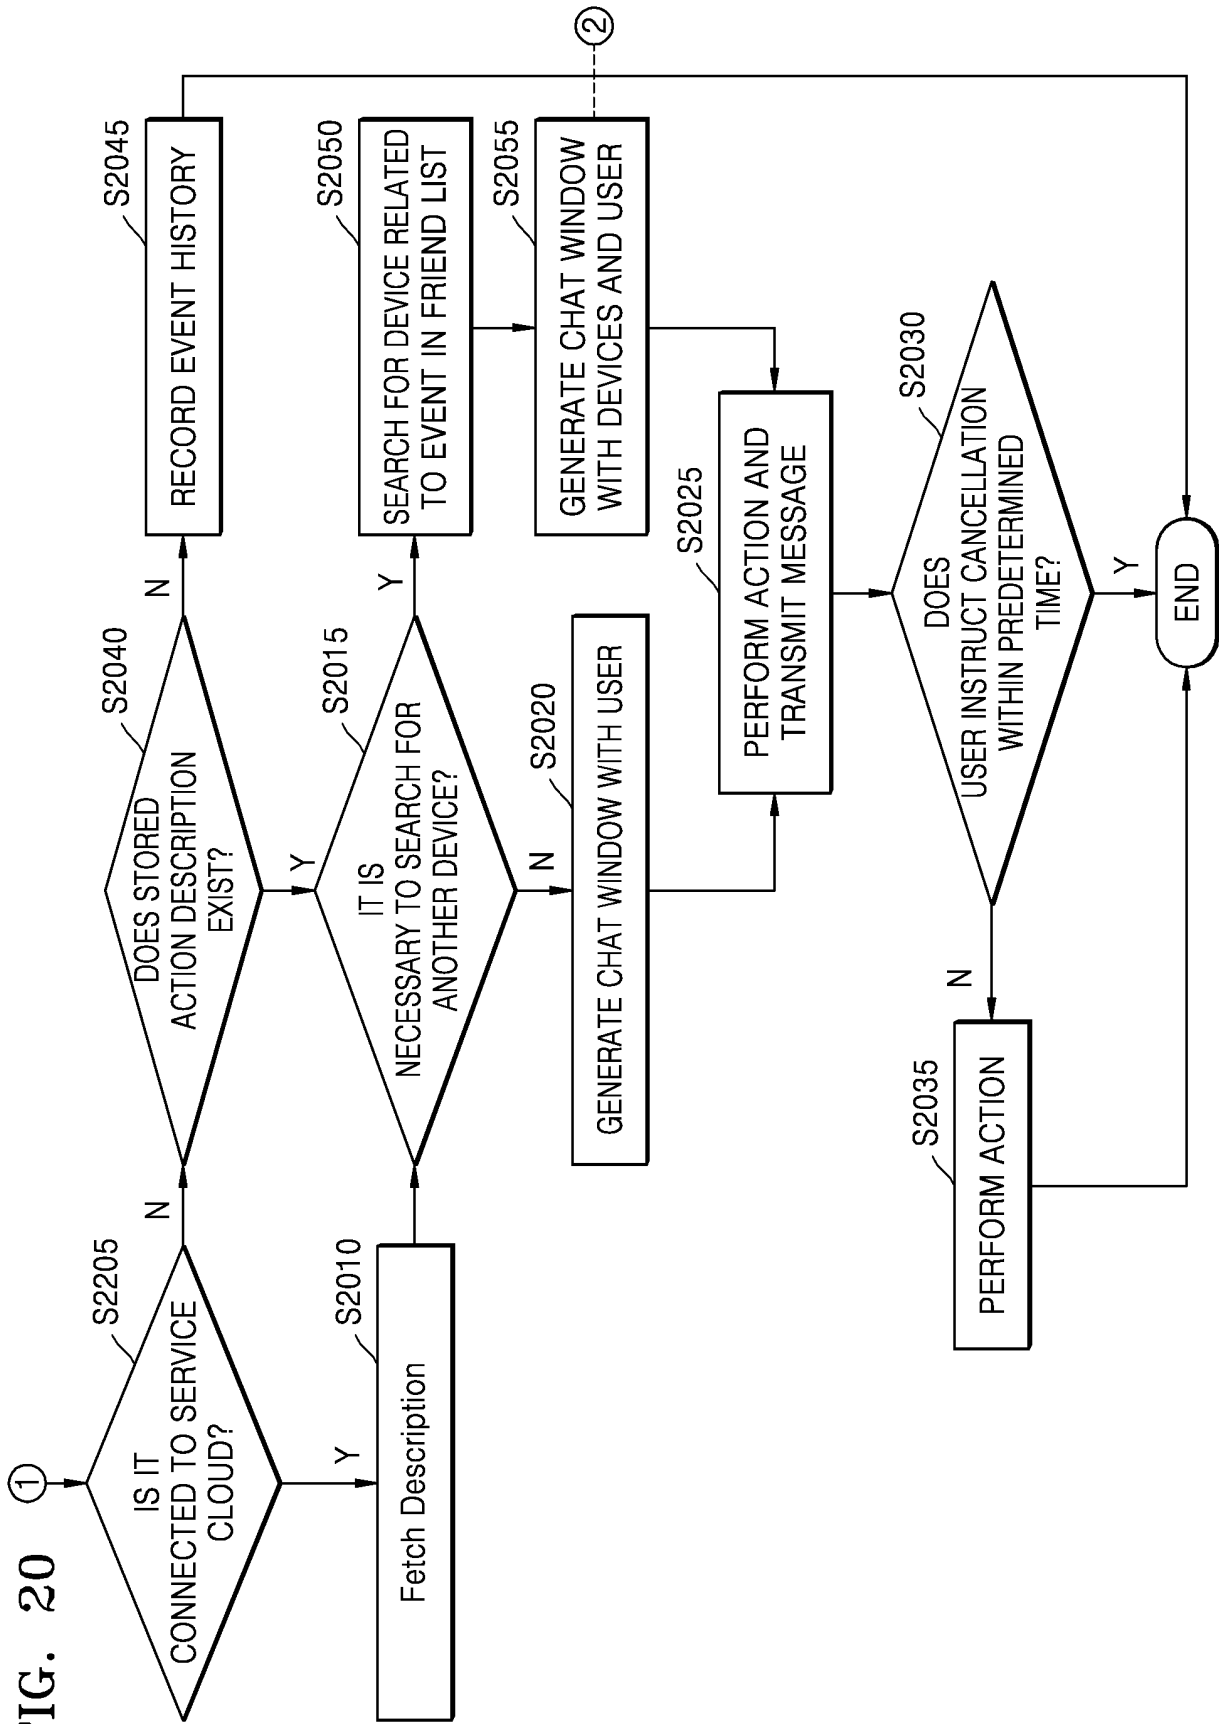 FIG. 20
1
S2205
IS IT
CONNECTED TO SERVICE
CLOUD?
N
Y
S2010
Fetch Description
S2040
DOES STORED
ACTION DESCRIPTION
EXIST?
N
Y
S2045
RECORD EVENT HISTORY
S2015
IT IS
NECESSARY TO SEARCH FOR
ANOTHER DEVICE?
Y
N
S2050
SEARCH FOR DEVICE RELATED
TO EVENT IN FRIEND LIST
S2020
GENERATE CHAT WINDOW WITH USER
S2055
GENERATE CHAT WINDOW
WITH DEVICES AND USER
2
S2025
PERFORM ACTION AND
TRANSMIT MESSAGE
S2030
DOES
USER INSTRUCT CANCELLATION
WITHIN PREDETERMINED
TIME?
N
Y
S2035
PERFORM ACTION
END